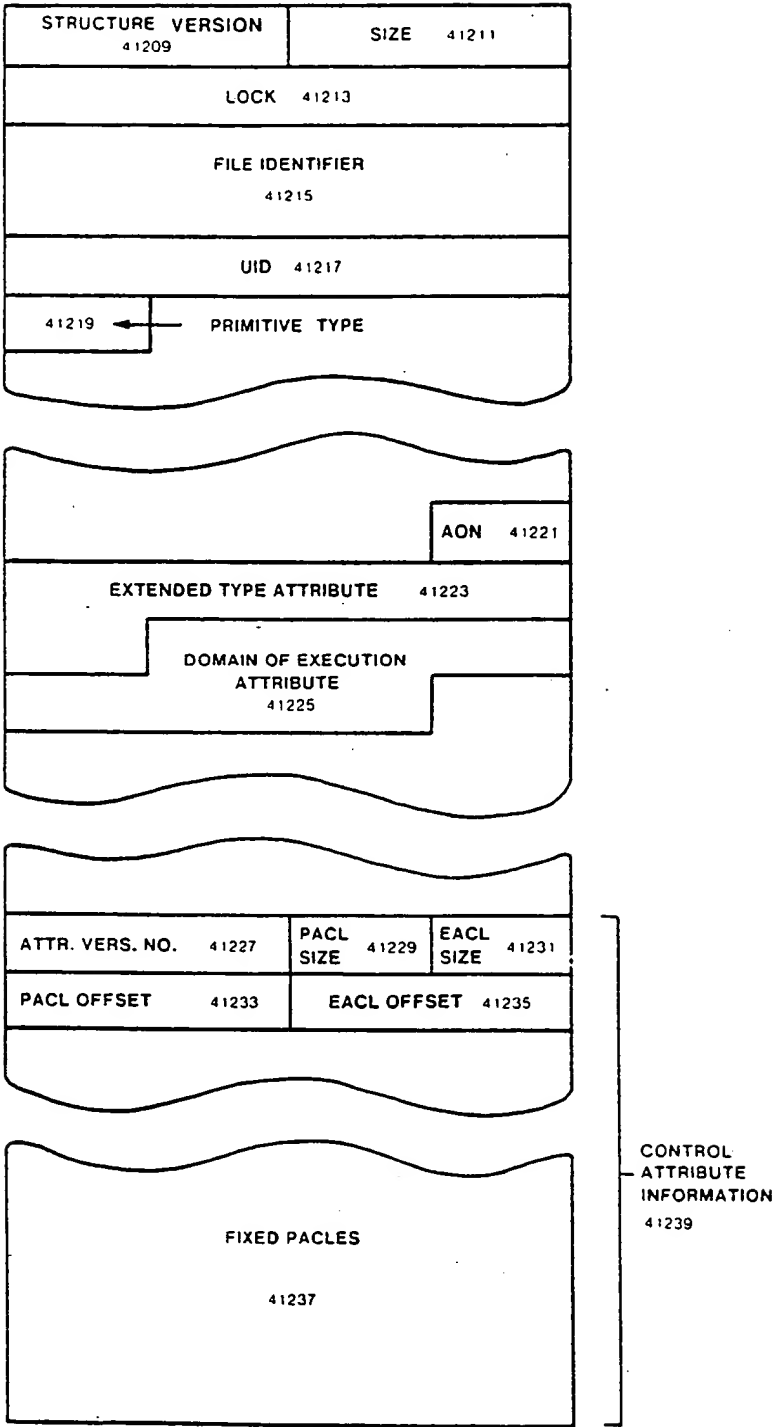 STRUCTURE VERSION
41209
SIZE 41211
LOCK 41213
FILE IDENTIFIER
41215
UID 41217
41219 PRIMITIVE TYPE
AON 41221
EXTENDED TYPE ATTRIBUTE 41223
DOMAIN OF EXECUTION
ATTRIBUTE
41225
ATTR. VERS. NO. 41227
PACL
SIZE 41229
EACL
SIZE 41231
PACL OFFSET 41233
EACL OFFSET 41235
CONTROL
ATTRIBUTE
INFORMATION
41239
FIXED PACLES
41237